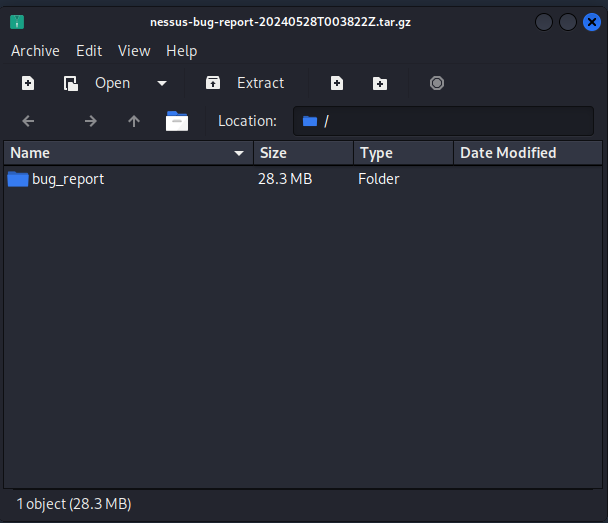 nessus-bug-report-20240528T003822Z.tar.gz
Archive Edit View Help
Open Extract
Location: /
Name Size Type Date Modified
bug_report 28.3 MB Folder
1 object (28.3 MB)